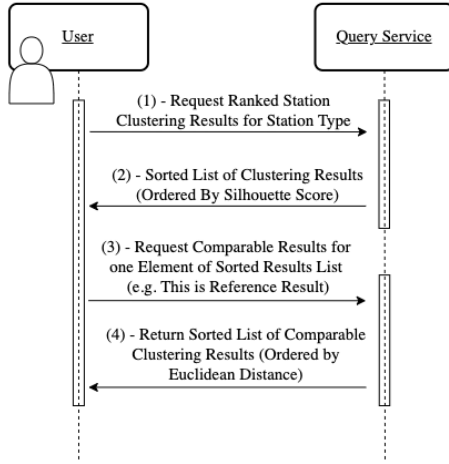 User
Query Service
(1) - Request Ranked Station
Clustering Results for Station Type
(2) - Sorted List of Clustering Results
(Ordered By Silhouette Score)
(3) - Request Comparable Results for
one Element of Sorted Results List
(e.g. This is Reference Result)
(4) - Return Sorted List of Comparable
Clustering Results (Ordered by
Euclidean Distance)